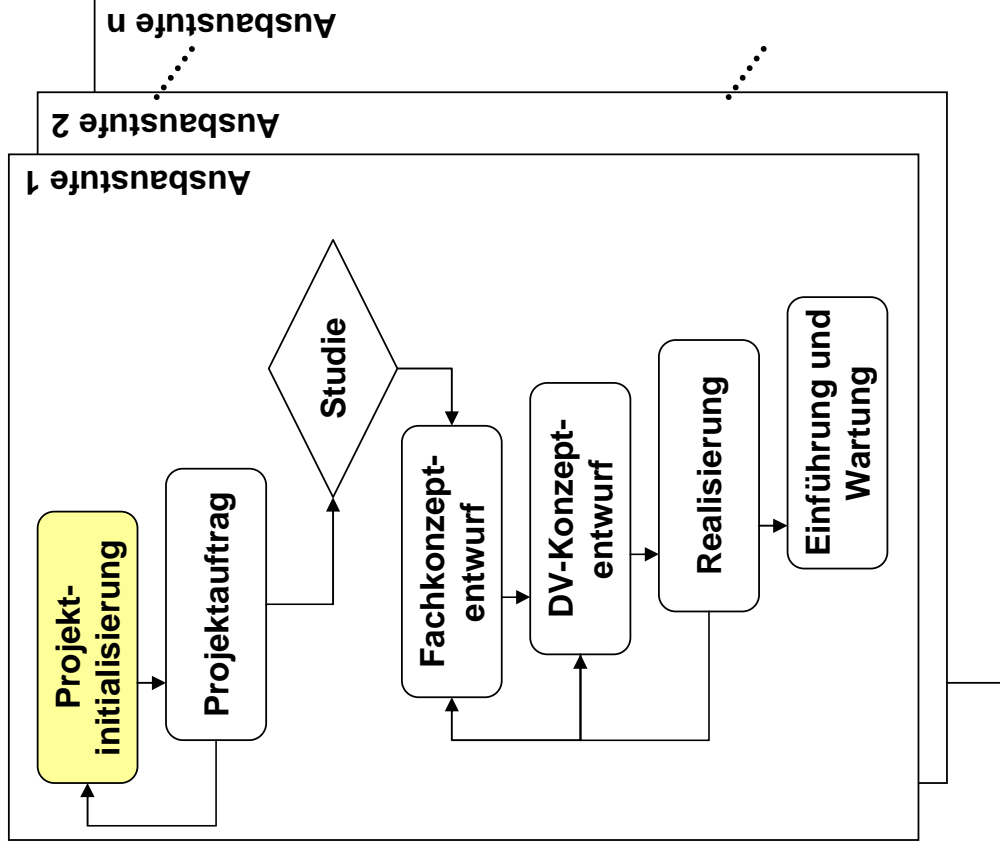 Ausbaustufe n
Ausbaustufe 2
Ausbaustufe 1
Projekt-
initialisierung
Projektauftrag
Studie
Fachkonzept-
entwurf
DV-Konzept-
entwurf
Realisierung
Einführung und
Wartung